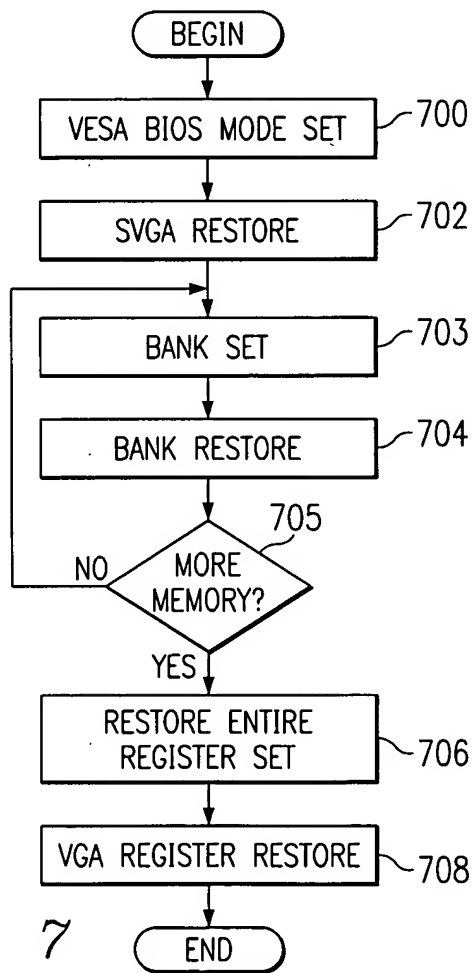 BEGIN
VESA BIOS MODE SET
700
SVGA RESTORE
702
BANK SET
703
BANK RESTORE
704
705
NO
MORE
MEMORY?
YES
RESTORE ENTIRE
REGISTER SET
706
VGA REGISTER RESTORE
708
7
END